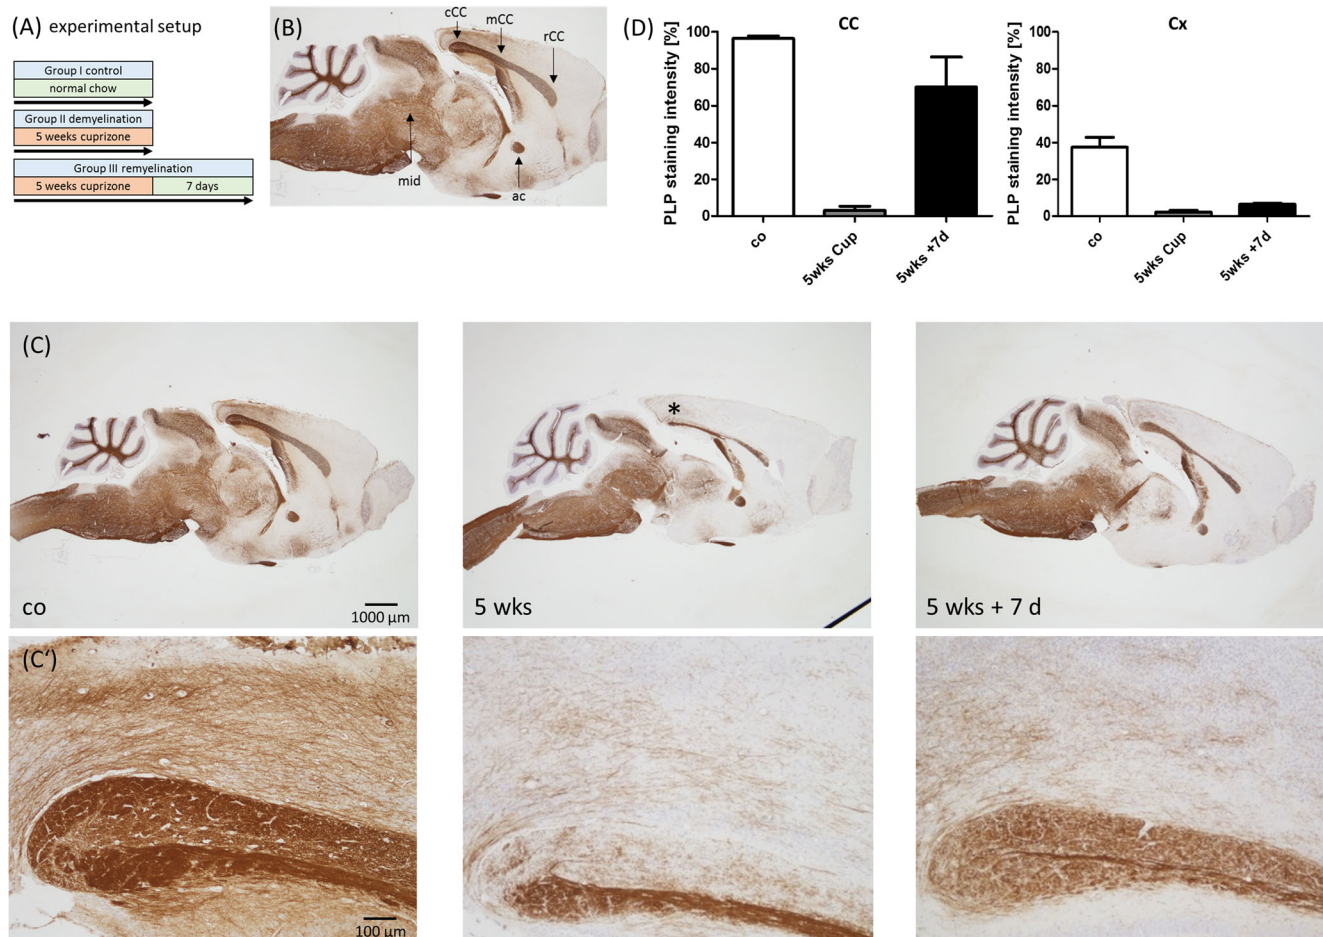 (A) experimental setup
Group I control
normal chow
Group II demyelination
5 weeks cuprizone
Group III remyelination
5 weeks cuprizone
7 days
(B)
cCC
mCC
rCC
mid
ac
(D)
CC
PLP staining intensity [%]
100
80
60
40
20
0
co
5wks Cup
5wks +7d
Cx
PLP staining intensity [%]
100
80
60
40
20
0
co
5wks Cup
5wks +7d
(C)
co
1000 µm
*
5 wks
5 wks + 7 d
(C‘)
100 µm